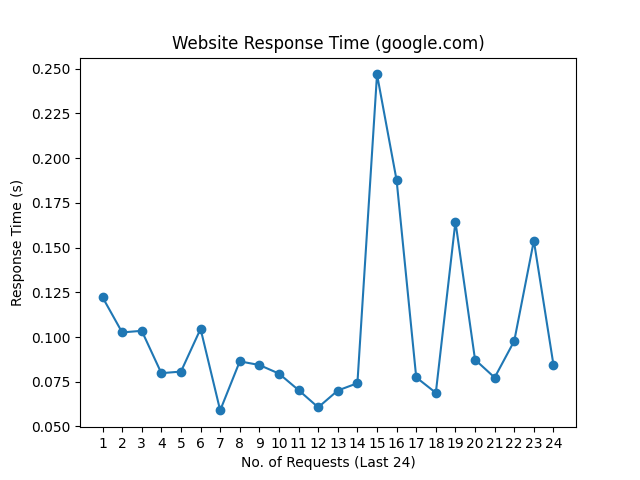 Website Response Time (google.com)
Response Time (s)
0.250
0.225
0.200
0.175
0.150
0.125
0.100
0.075
0.050
1 2 3 4 5 6 7 8 9 10 11 12 13 14 15 16 17 18 19 20 21 22 23 24
No. of Requests (Last 24)